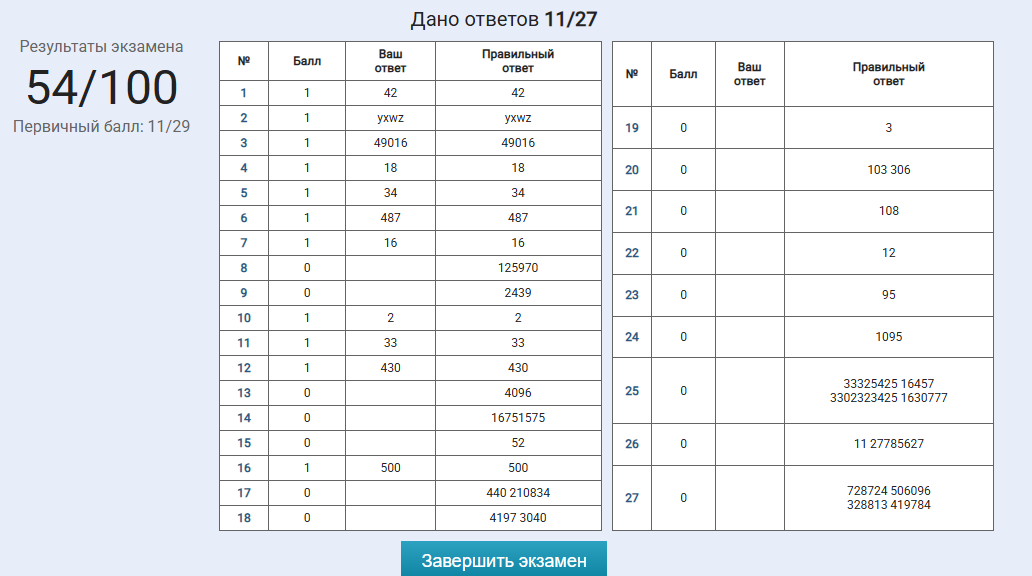 Дано ответов 11/27
Результаты экзамена
54/100
Первичный балл: 11/29
№ Балл Ваш ответ Правильный ответ
1 1 42 42
2 1 yxwz yxwz
3 1 49016 49016
4 1 18 18
5 1 34 34
6 1 487 487
7 1 16 16
8 0 125970
9 0 2439
10 1 2 2
11 1 33 33
12 1 430 430
13 0 4096
14 0 16751575
15 0 52
16 1 500 500
17 0 440 210834
18 0 4197 3040
№ Балл Ваш ответ Правильный ответ
19 0 3
20 0 103 306
21 0 108
22 0 12
23 0 95
24 0 1095
25 0 33325425 16457
3302323425 1630777
26 0 11 27785627
27 0 728724 506096
328813 419784
Завершить экзамен